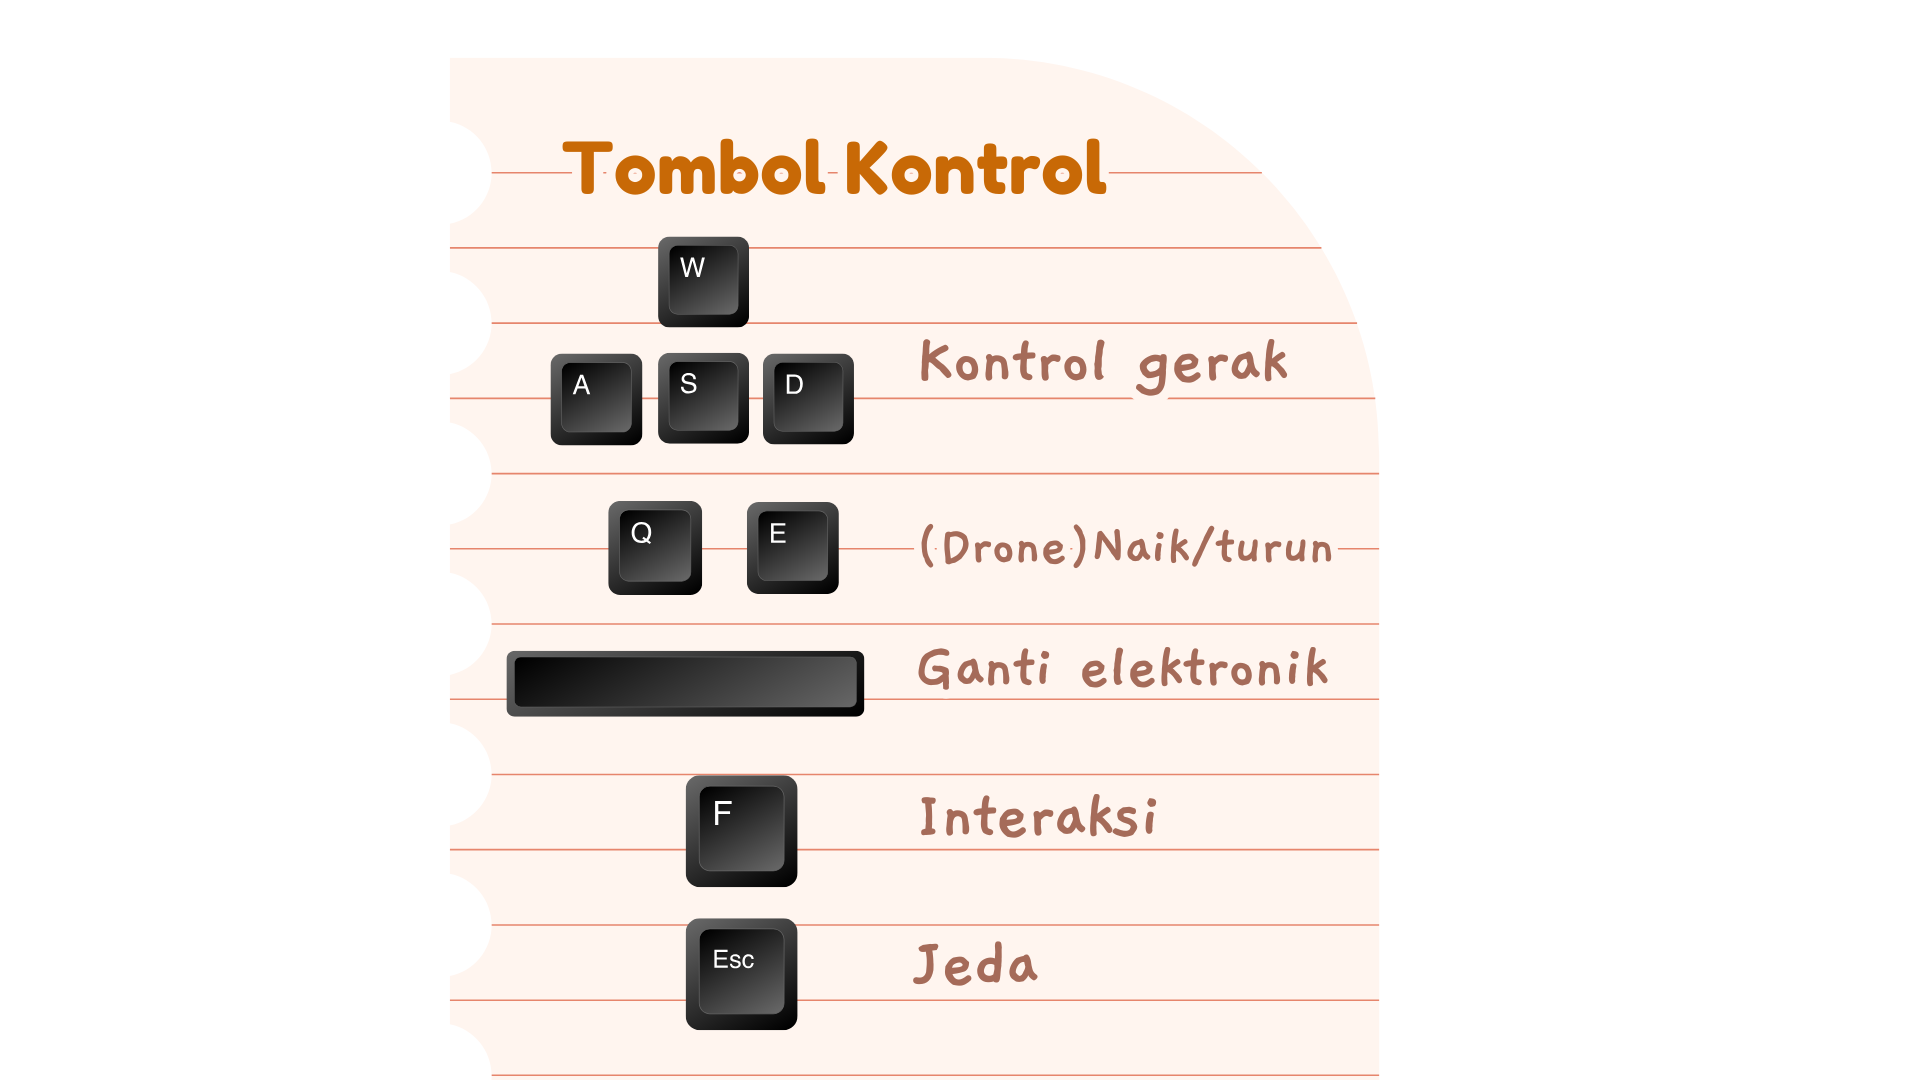 Tombol Kontrol
W
A S D
Kontrol gerak
Q E (Drone)Naik/turun
Ganti elektronik
F Interaksi
Esc Jeda